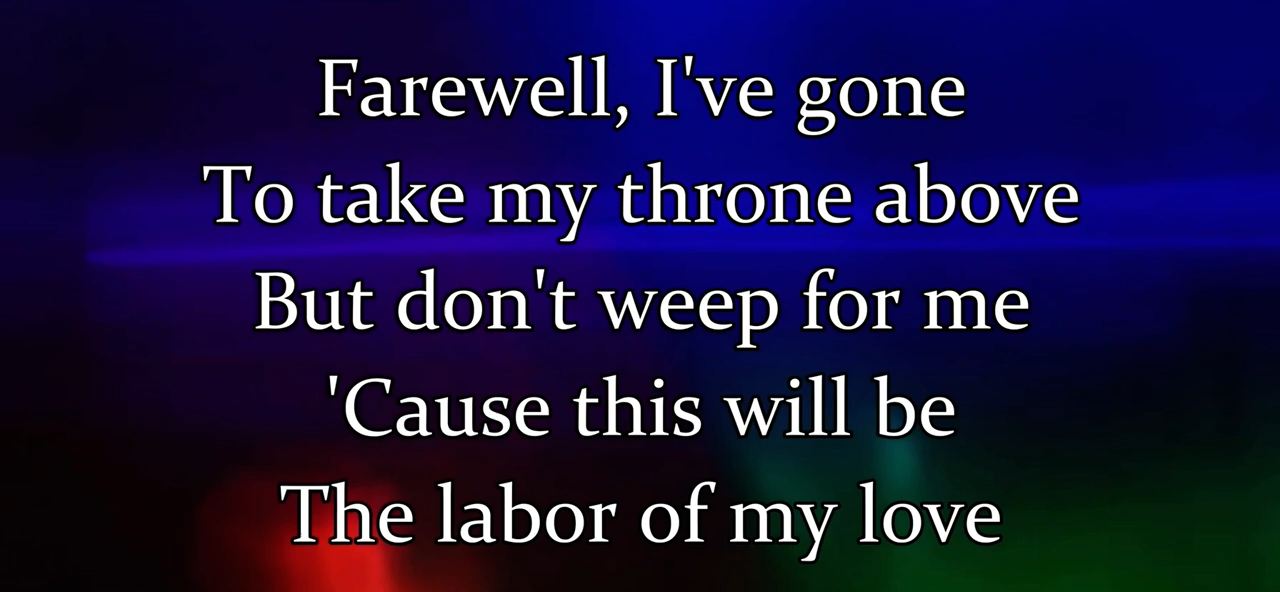 Farewell, I've gone
To take my throne above
But don't weep for me
'Cause this will be
The labor of my love